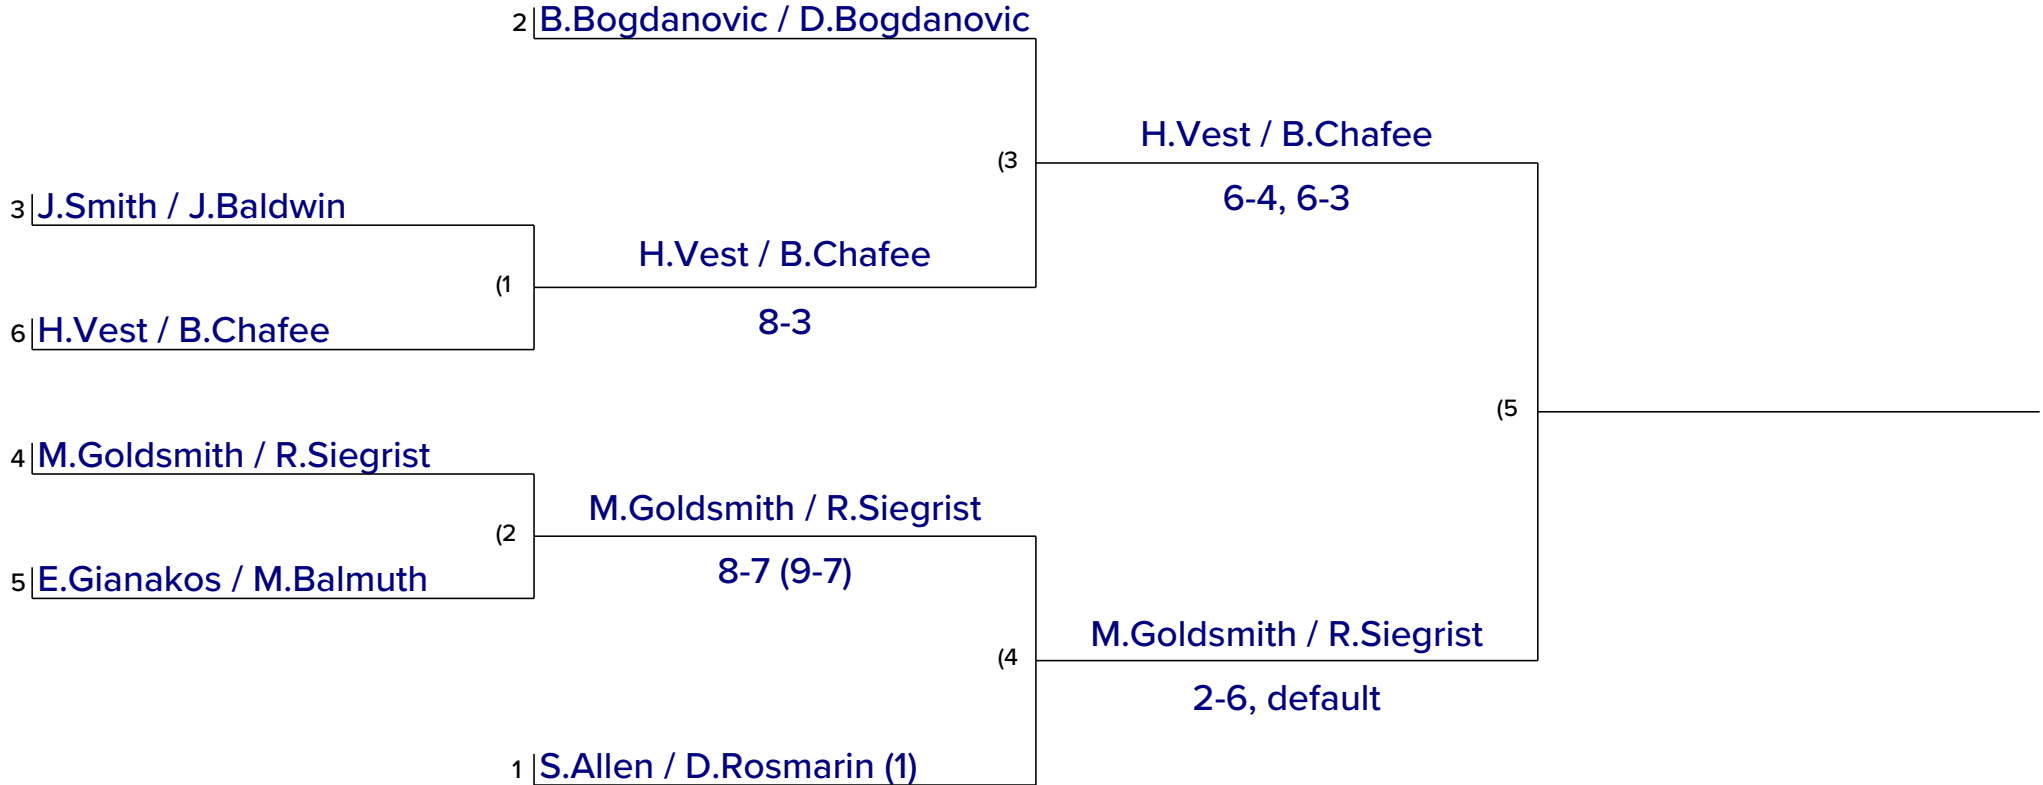 2 B.Bogdanovic / D.Bogdanovic
H.Vest / B.Chafee
(3
6-4, 6-3
3 J.Smith / J.Baldwin
H.Vest / B.Chafee
(1
8-3
6 H.Vest / B.Chafee
(5
4 M.Goldsmith / R.Siegrist
M.Goldsmith / R.Siegrist
(2
8-7 (9-7)
5 E.Gianakos / M.Balmuth
M.Goldsmith / R.Siegrist
(4
2-6, default
1 S.Allen / D.Rosmarin (1)